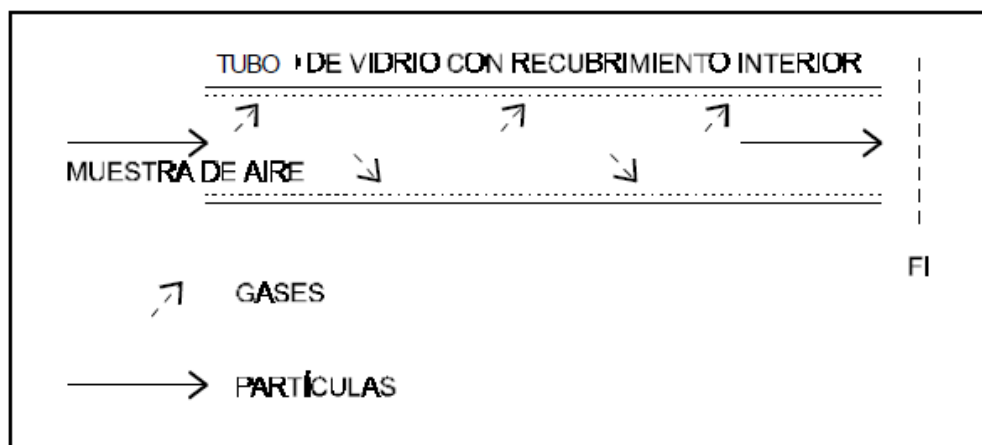 TUBO DE VIDRIO CON RECUBRIMIENTO INTERIOR
MUESTRA DE AIRE
FI
GASES
PARTÍCULAS